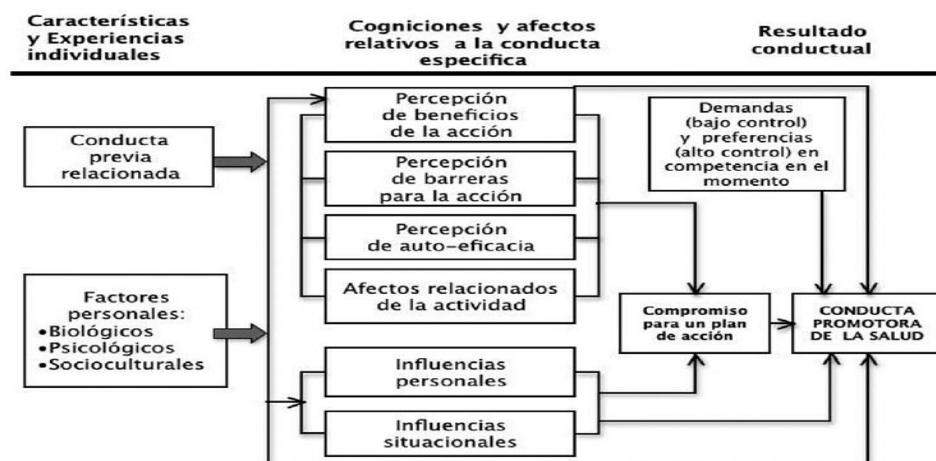 Características
y Experiencias
individuales
Cogniciones y afectos
relativos a la conducta
especifica
Resultado
conductual
Conducta
previa
relacionada
Factores
personales:
•Biológicos
•Psicológicos
•Socioculturales
Percepción
de beneficios
de la acción
Percepción
de barreras
para la acción
Percepción
de auto-eficacia
Afectos relacionados
de la actividad
Influencias
personales
Influencias
situacionales
Demandas
(bajo control)
y preferencias
(alto control) en
competencia en el
momento
Compromiso
para un plan
de acción
CONDUCTA
PROMOTORA
DE LA SALUD